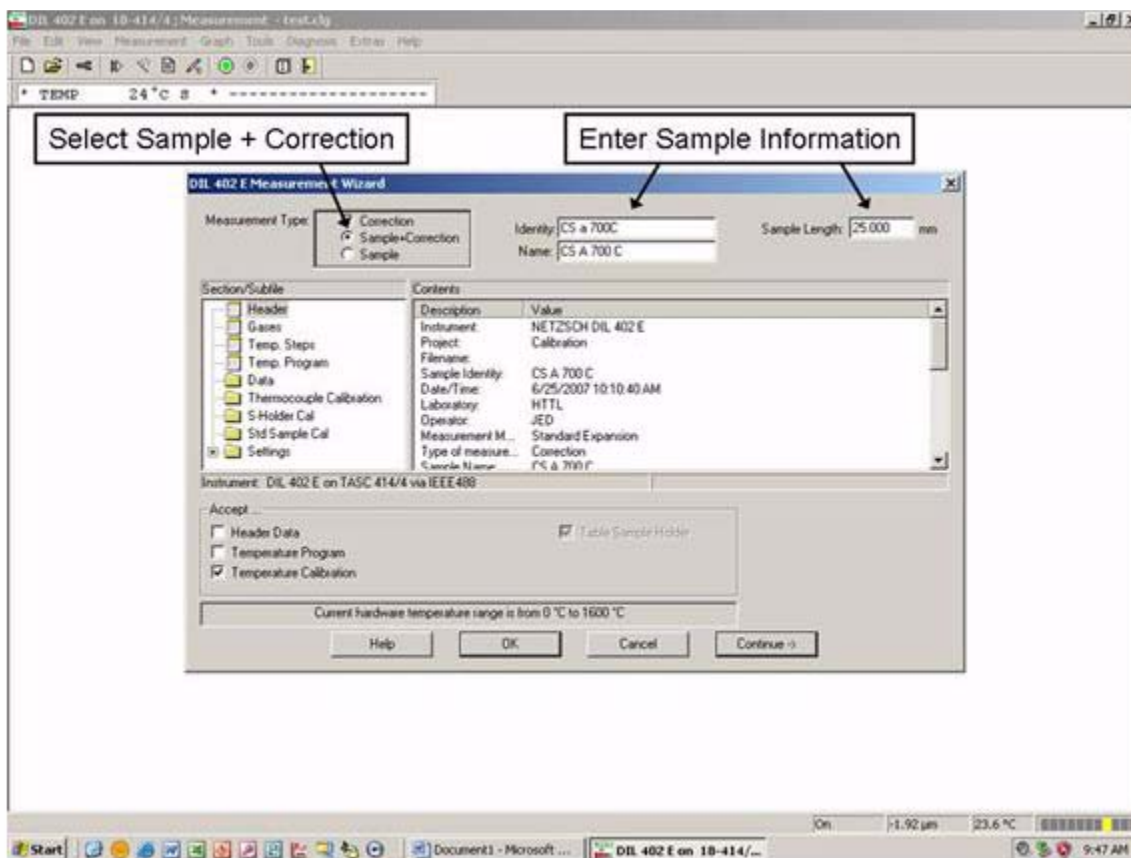 DIL 402 E on 18-414/4 ; Measurement - test.cfg
File Edit View Measurement Graph Tools Diagnosis Extras Help
* TEMP 24°C S * ---------------------
Select Sample + Correction
Enter Sample Information
DIL 402 E Measurement Wizard
Measurement Type:
Correction
Sample+Correction
Sample
Identity: CS a 700C
Name: CS A 700 C
Sample Length: 25.000 mm
Section/Subfile
Header
Gases
Temp. Steps
Temp. Program
Data
Thermocouple Calibration
S-Holder Cal
Std Sample Cal
Settings
Contents
Description Value
Instrument: NETZSCH DIL 402 E
Project: Calibration
Filename:
Sample Identity: CS A 700 C
Date/Time: 6/25/2007 10:10:40 AM
Laboratory: HTTL
Operator: JED
Measurement M... Standard Expansion
Type of measure... Correction
Sample Name: CS A 700 C
Instrument: DIL 402 E on TASC 414/4 via IEEE488
Accept ...
Header Data
Temperature Program
Temperature Calibration
Table Sample Holder
Current hardware temperature range is from 0 °C to 1600 °C
Help
OK
Cancel
Continue ->
On -1.92 µm 23.6 °C
Start
Document1 - Microsoft ...
DIL 402 E on 18-414/...
9:47 AM